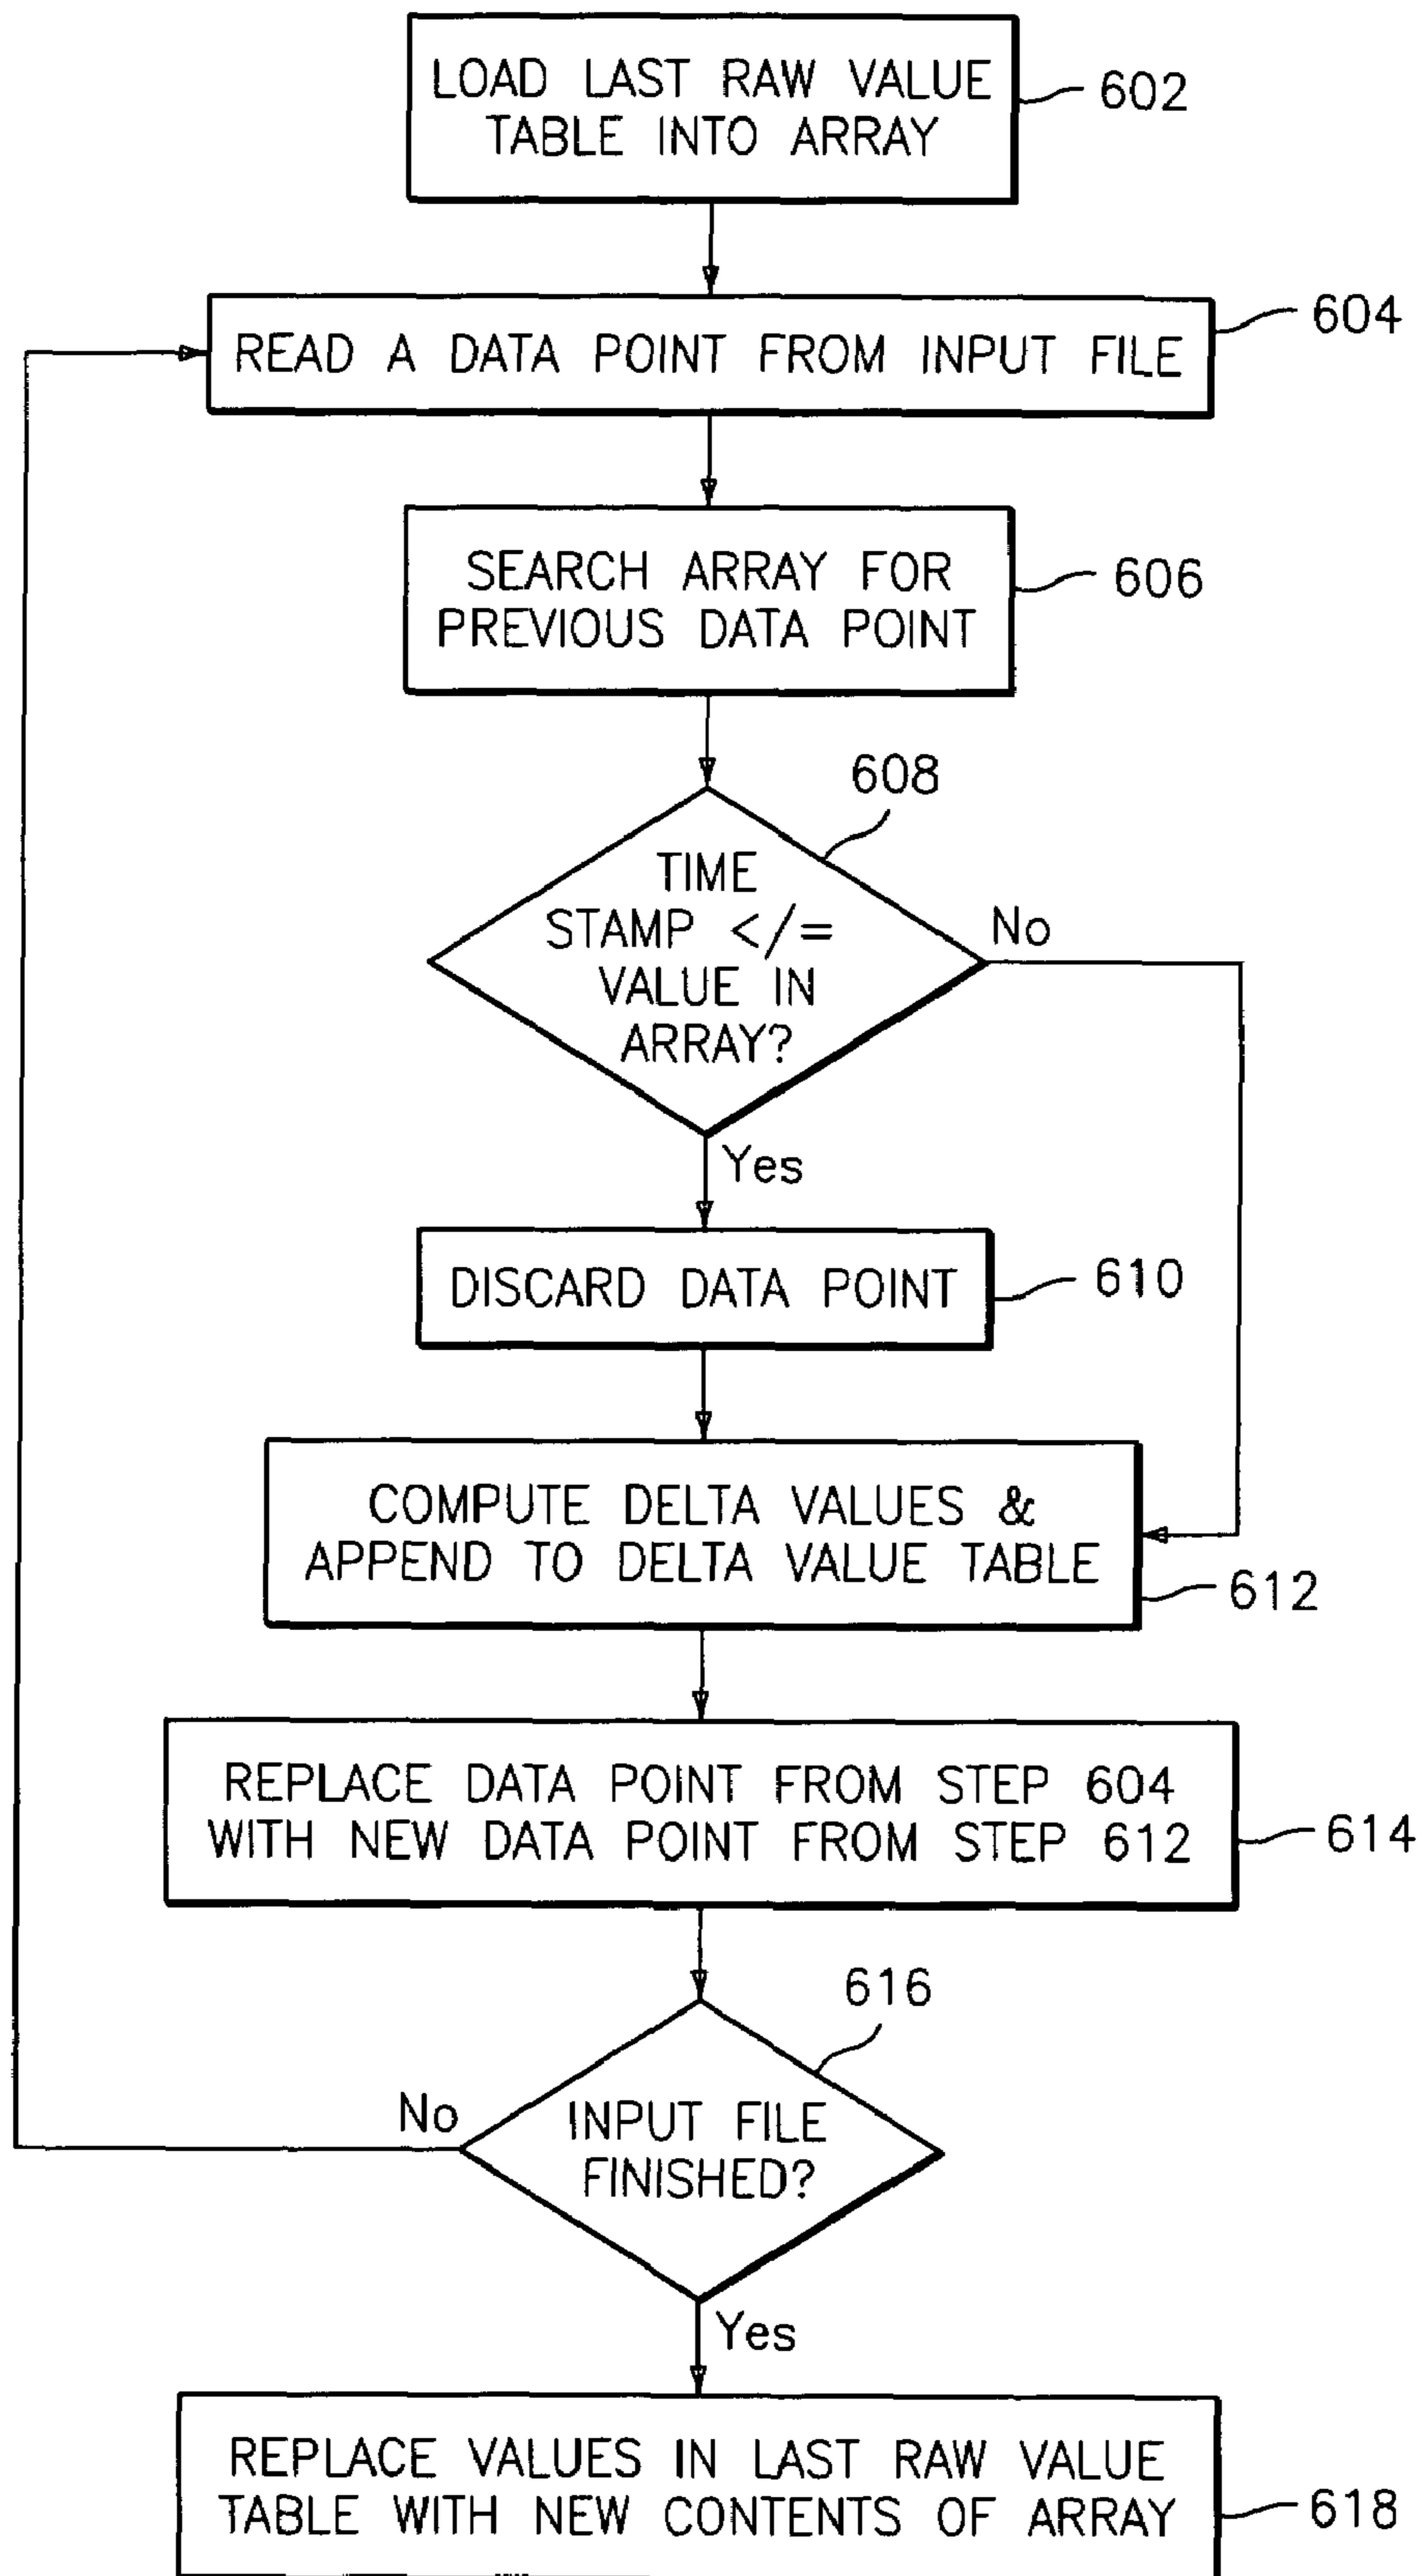 LOAD LAST RAW VALUE
TABLE INTO ARRAY
602
READ A DATA POINT FROM INPUT FILE
604
SEARCH ARRAY FOR
PREVIOUS DATA POINT
606
608
TIME
STAMP </=
VALUE IN
ARRAY?
No
Yes
DISCARD DATA POINT
610
COMPUTE DELTA VALUES &
APPEND TO DELTA VALUE TABLE
612
REPLACE DATA POINT FROM STEP 604
WITH NEW DATA POINT FROM STEP 612
614
616
No
INPUT FILE
FINISHED?
Yes
REPLACE VALUES IN LAST RAW VALUE
TABLE WITH NEW CONTENTS OF ARRAY
618